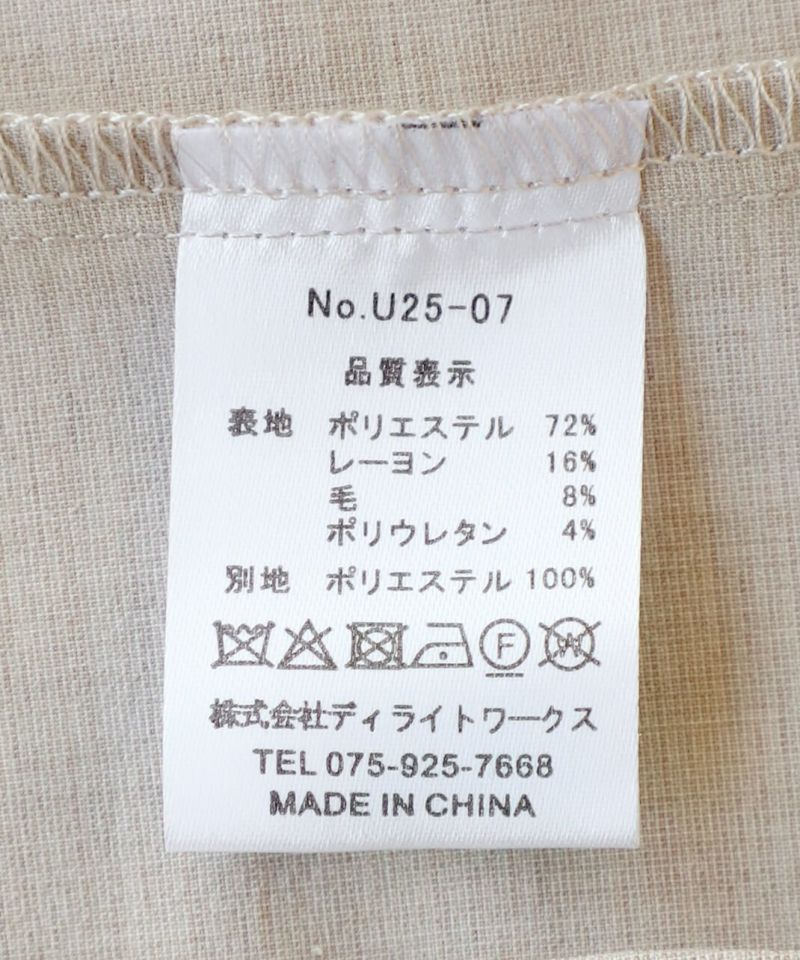 No.U25-07
品質表示
表地 ポリエステル 72%
レーヨン 16%
毛 8%
ポリウレタン 4%
別地 ポリエステル 100%
F W
株式会社ディライトワークス
TEL 075-925-7668
MADE IN CHINA